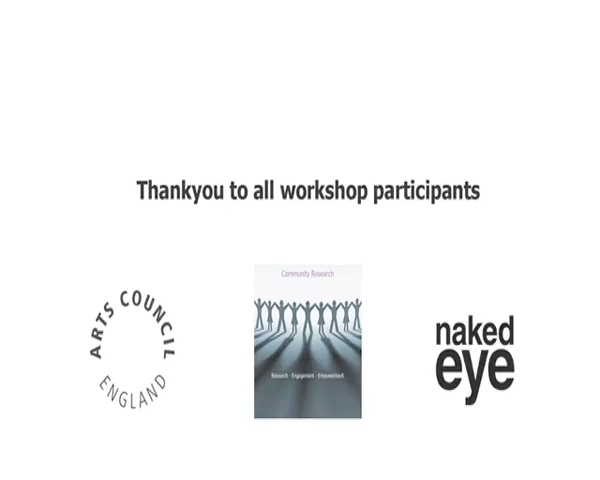 Thankyou to all workshop participants
Community Research
ARTS COUNCIL
ENGLAND
Research - Engagement - Empowerment
naked
eye